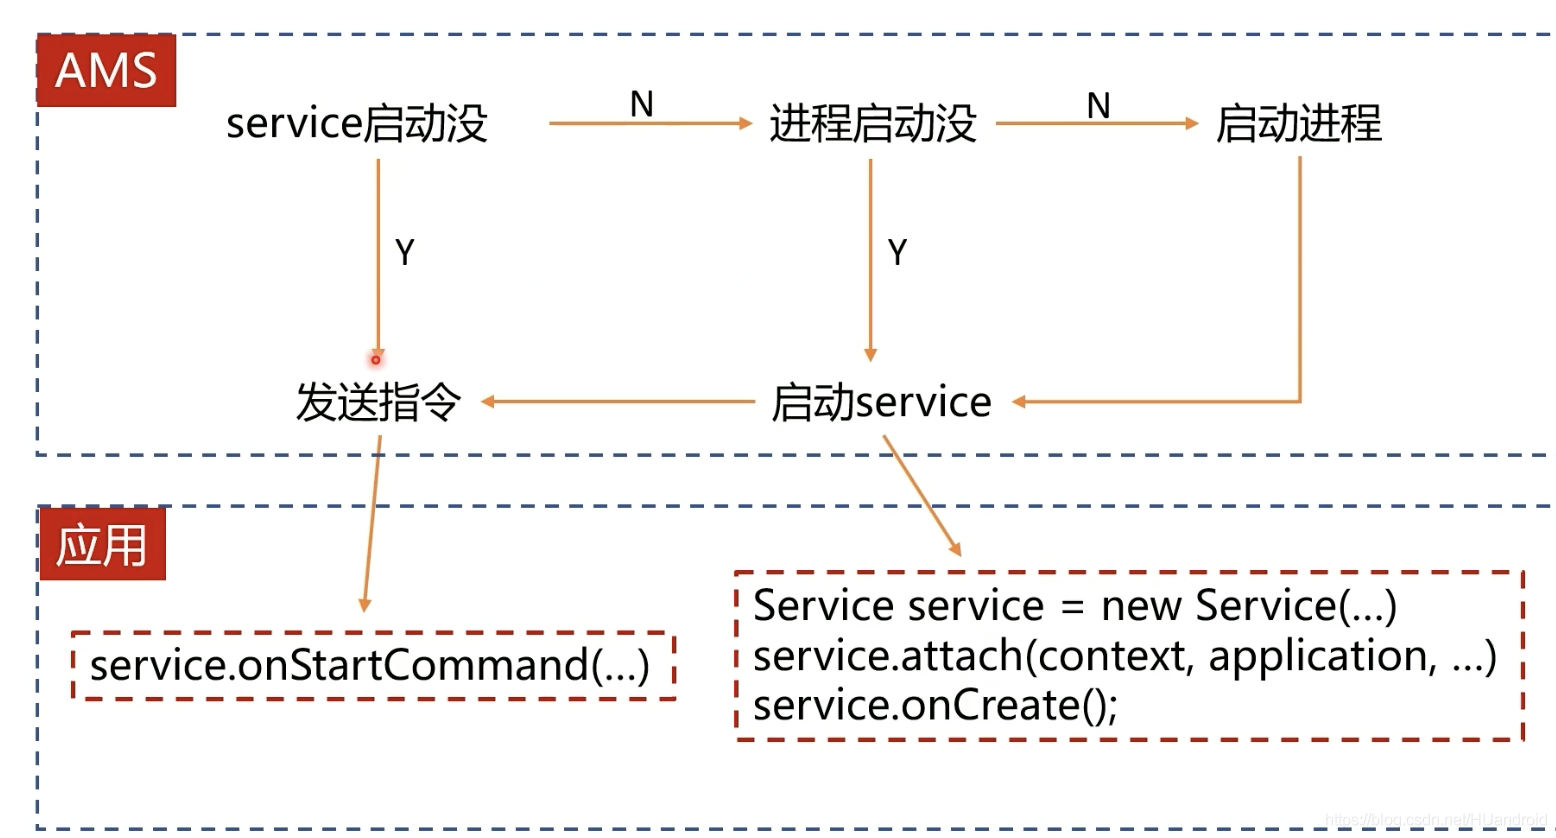 AMS
service启动没
N
进程启动没
N
启动进程
Y
Y
发送指令
启动service
应用
service.onStartCommand(...)
Service service = new Service(...)
service.attach(context, application, ...)
service.onCreate();
https://blog.csdn.net/HUandroid